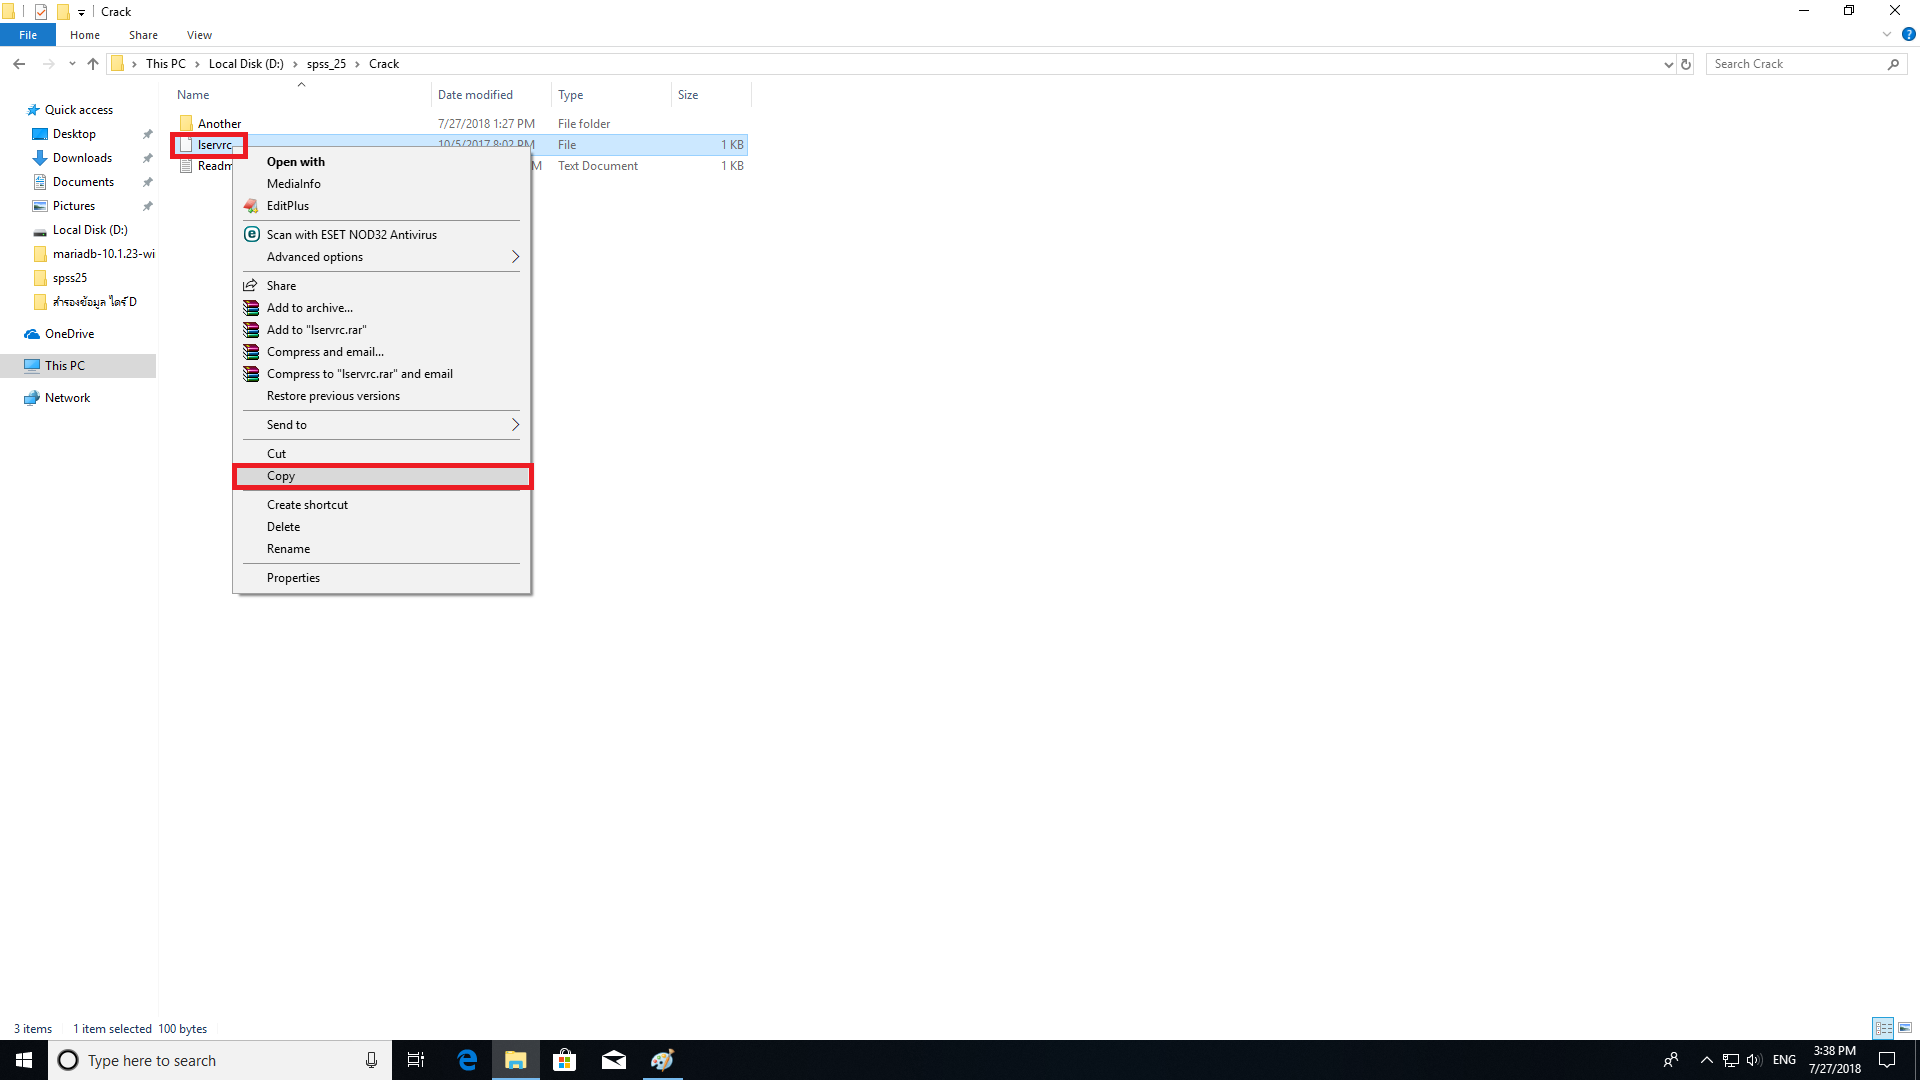 Crack
File Home Share View
This PC Local Disk (D:) spss_25 Crack
Search Crack
Name Date modified Type Size
Quick access
Desktop
Downloads
Documents
Pictures
Local Disk (D:)
mariadb-10.1.23-wi
spss25
สำรองข้อมูล ไดร์ D
OneDrive
This PC
Network
Another 7/27/2018 1:27 PM File folder
lservrc 10/5/2017 8:02 PM File 1 KB
Readm M Text Document 1 KB
Open with
MediaInfo
EditPlus
Scan with ESET NOD32 Antivirus
Advanced options
Share
Add to archive...
Add to "lservrc.rar"
Compress and email...
Compress to "lservrc.rar" and email
Restore previous versions
Send to
Cut
Copy
Create shortcut
Delete
Rename
Properties
3 items 1 item selected 100 bytes
Type here to search
ENG
3:38 PM
7/27/2018